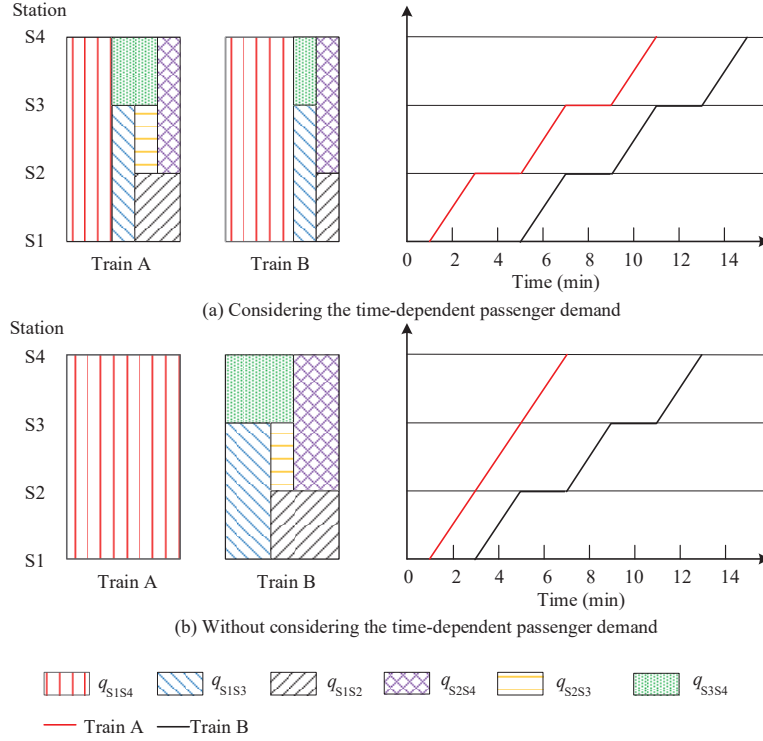 Station
S4
S3
S2
S1
Train A
Train B
0 2 4 6 8 10 12 14
Time (min)
(a) Considering the time-dependent passenger demand
Station
S4
S3
S2
S1
Train A
Train B
0 2 4 6 8 10 12 14
Time (min)
(b) Without considering the time-dependent passenger demand
qS1S4 qS1S3 qS1S2 qS2S4 qS2S3 qS3S4
Train A Train B